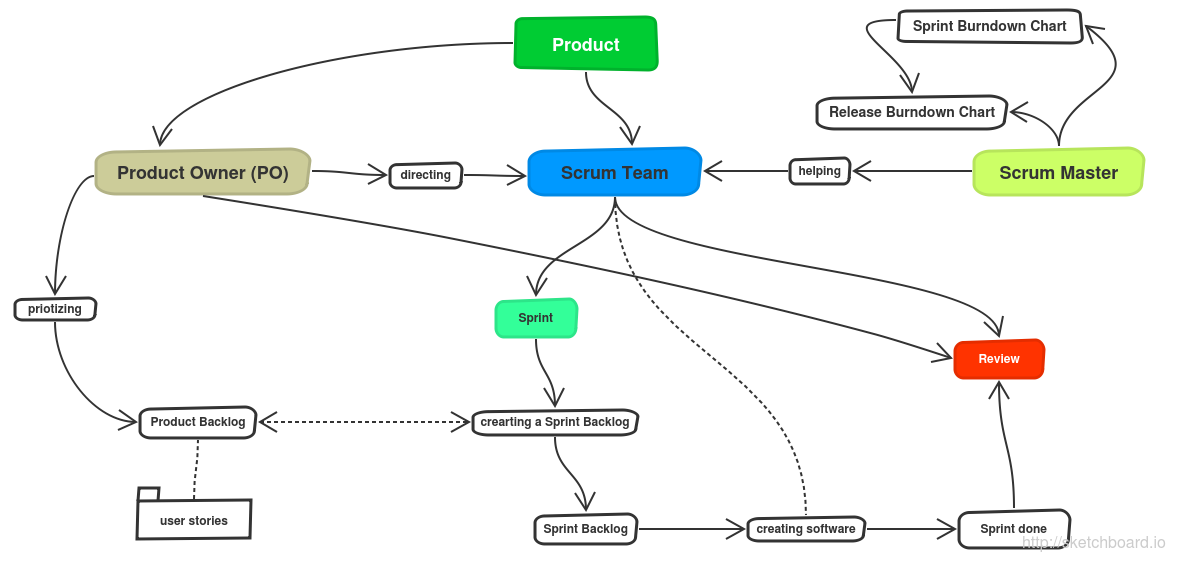 Product
Sprint Burndown Chart
Release Burndown Chart
Product Owner (PO)
directing
Scrum Team
helping
Scrum Master
priotizing
Sprint
Review
Product Backlog
crearting a Sprint Backlog
user stories
Sprint Backlog
creating software
Sprint done
http://sketchboard.io